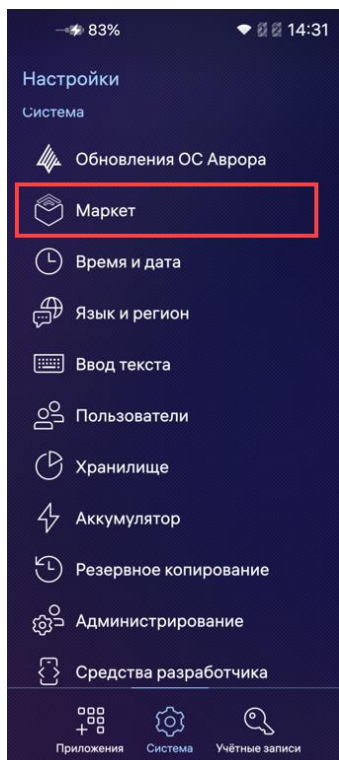 83% 14:31
Настройки
Система
Обновления ОС Аврора
Маркет
Время и дата
Язык и регион
Ввод текста
Пользователи
Хранилище
Аккумулятор
Резервное копирование
Администрирование
Средства разработчика
Приложения Система Учётные записи